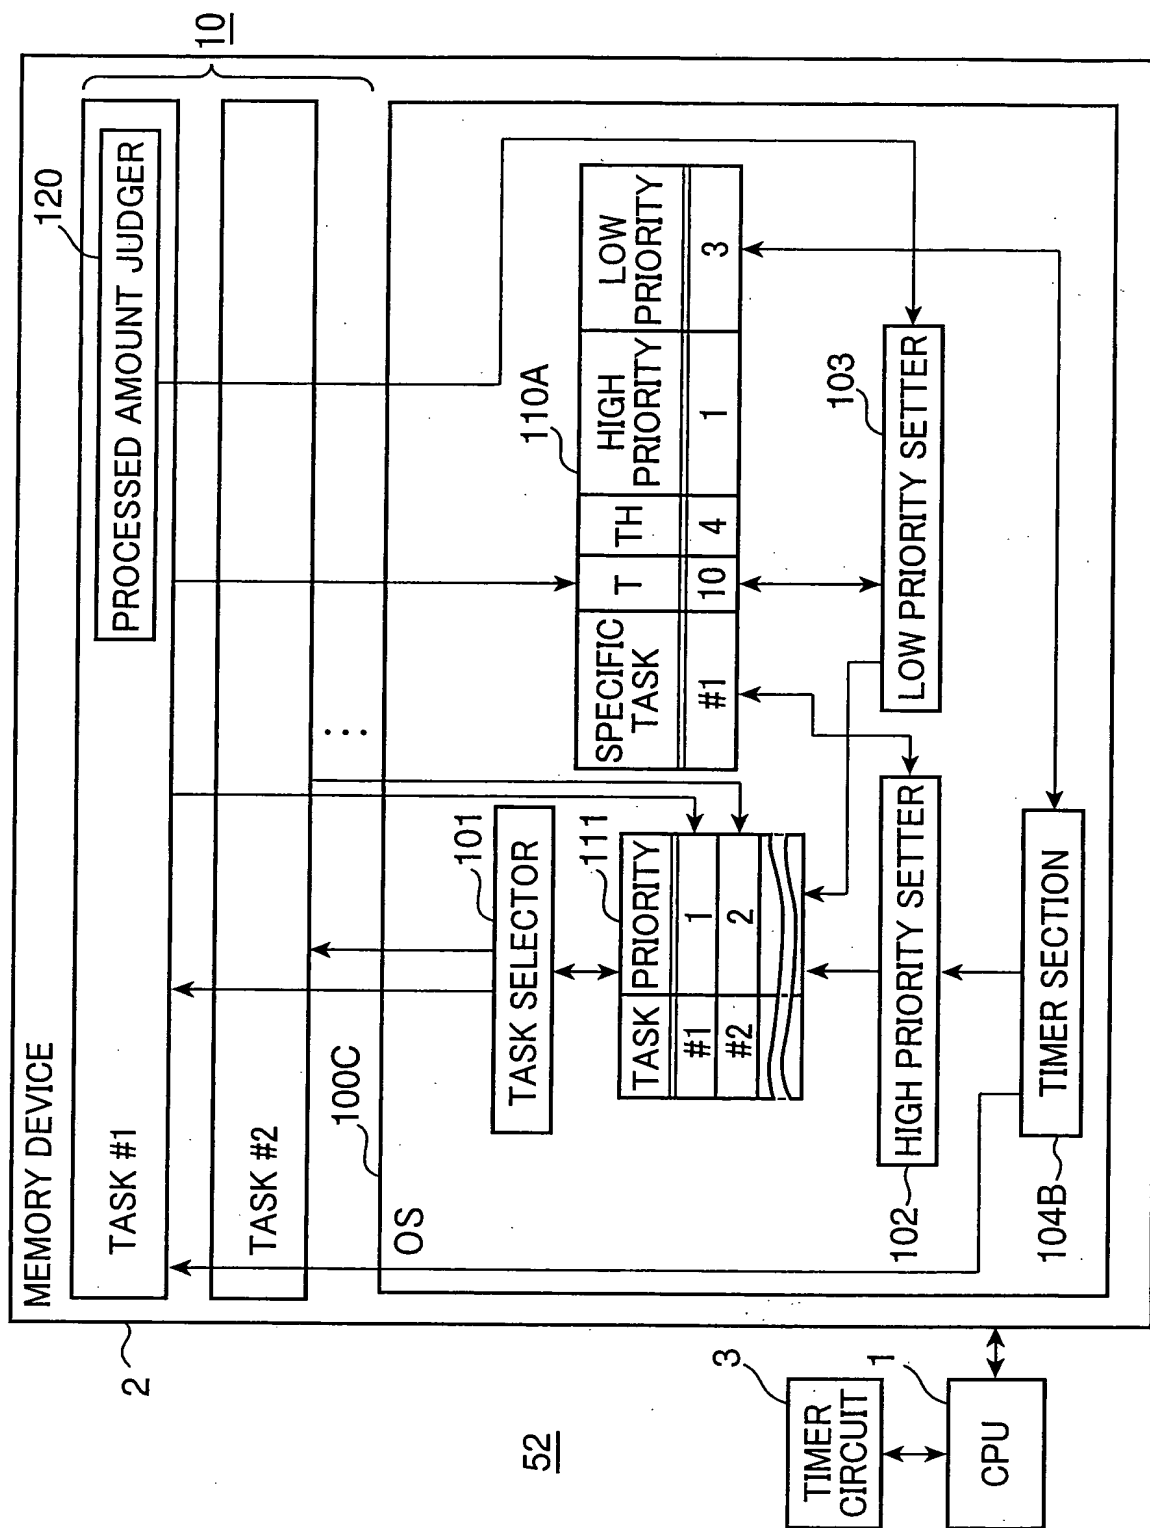 MEMORY DEVICE
2
10
TASK #1
120
PROCESSED AMOUNT JUDGER
TASK #2
⋮
100C
OS
101
TASK SELECTOR
111
TASK PRIORITY
#1 1
#2 2
110A
SPECIFIC TASK
T
TH
HIGH PRIORITY
LOW PRIORITY
#1 10 4 1 3
102
HIGH PRIORITY SETTER
103
LOW PRIORITY SETTER
104B
TIMER SECTION
52
3
TIMER
CIRCUIT
1
CPU